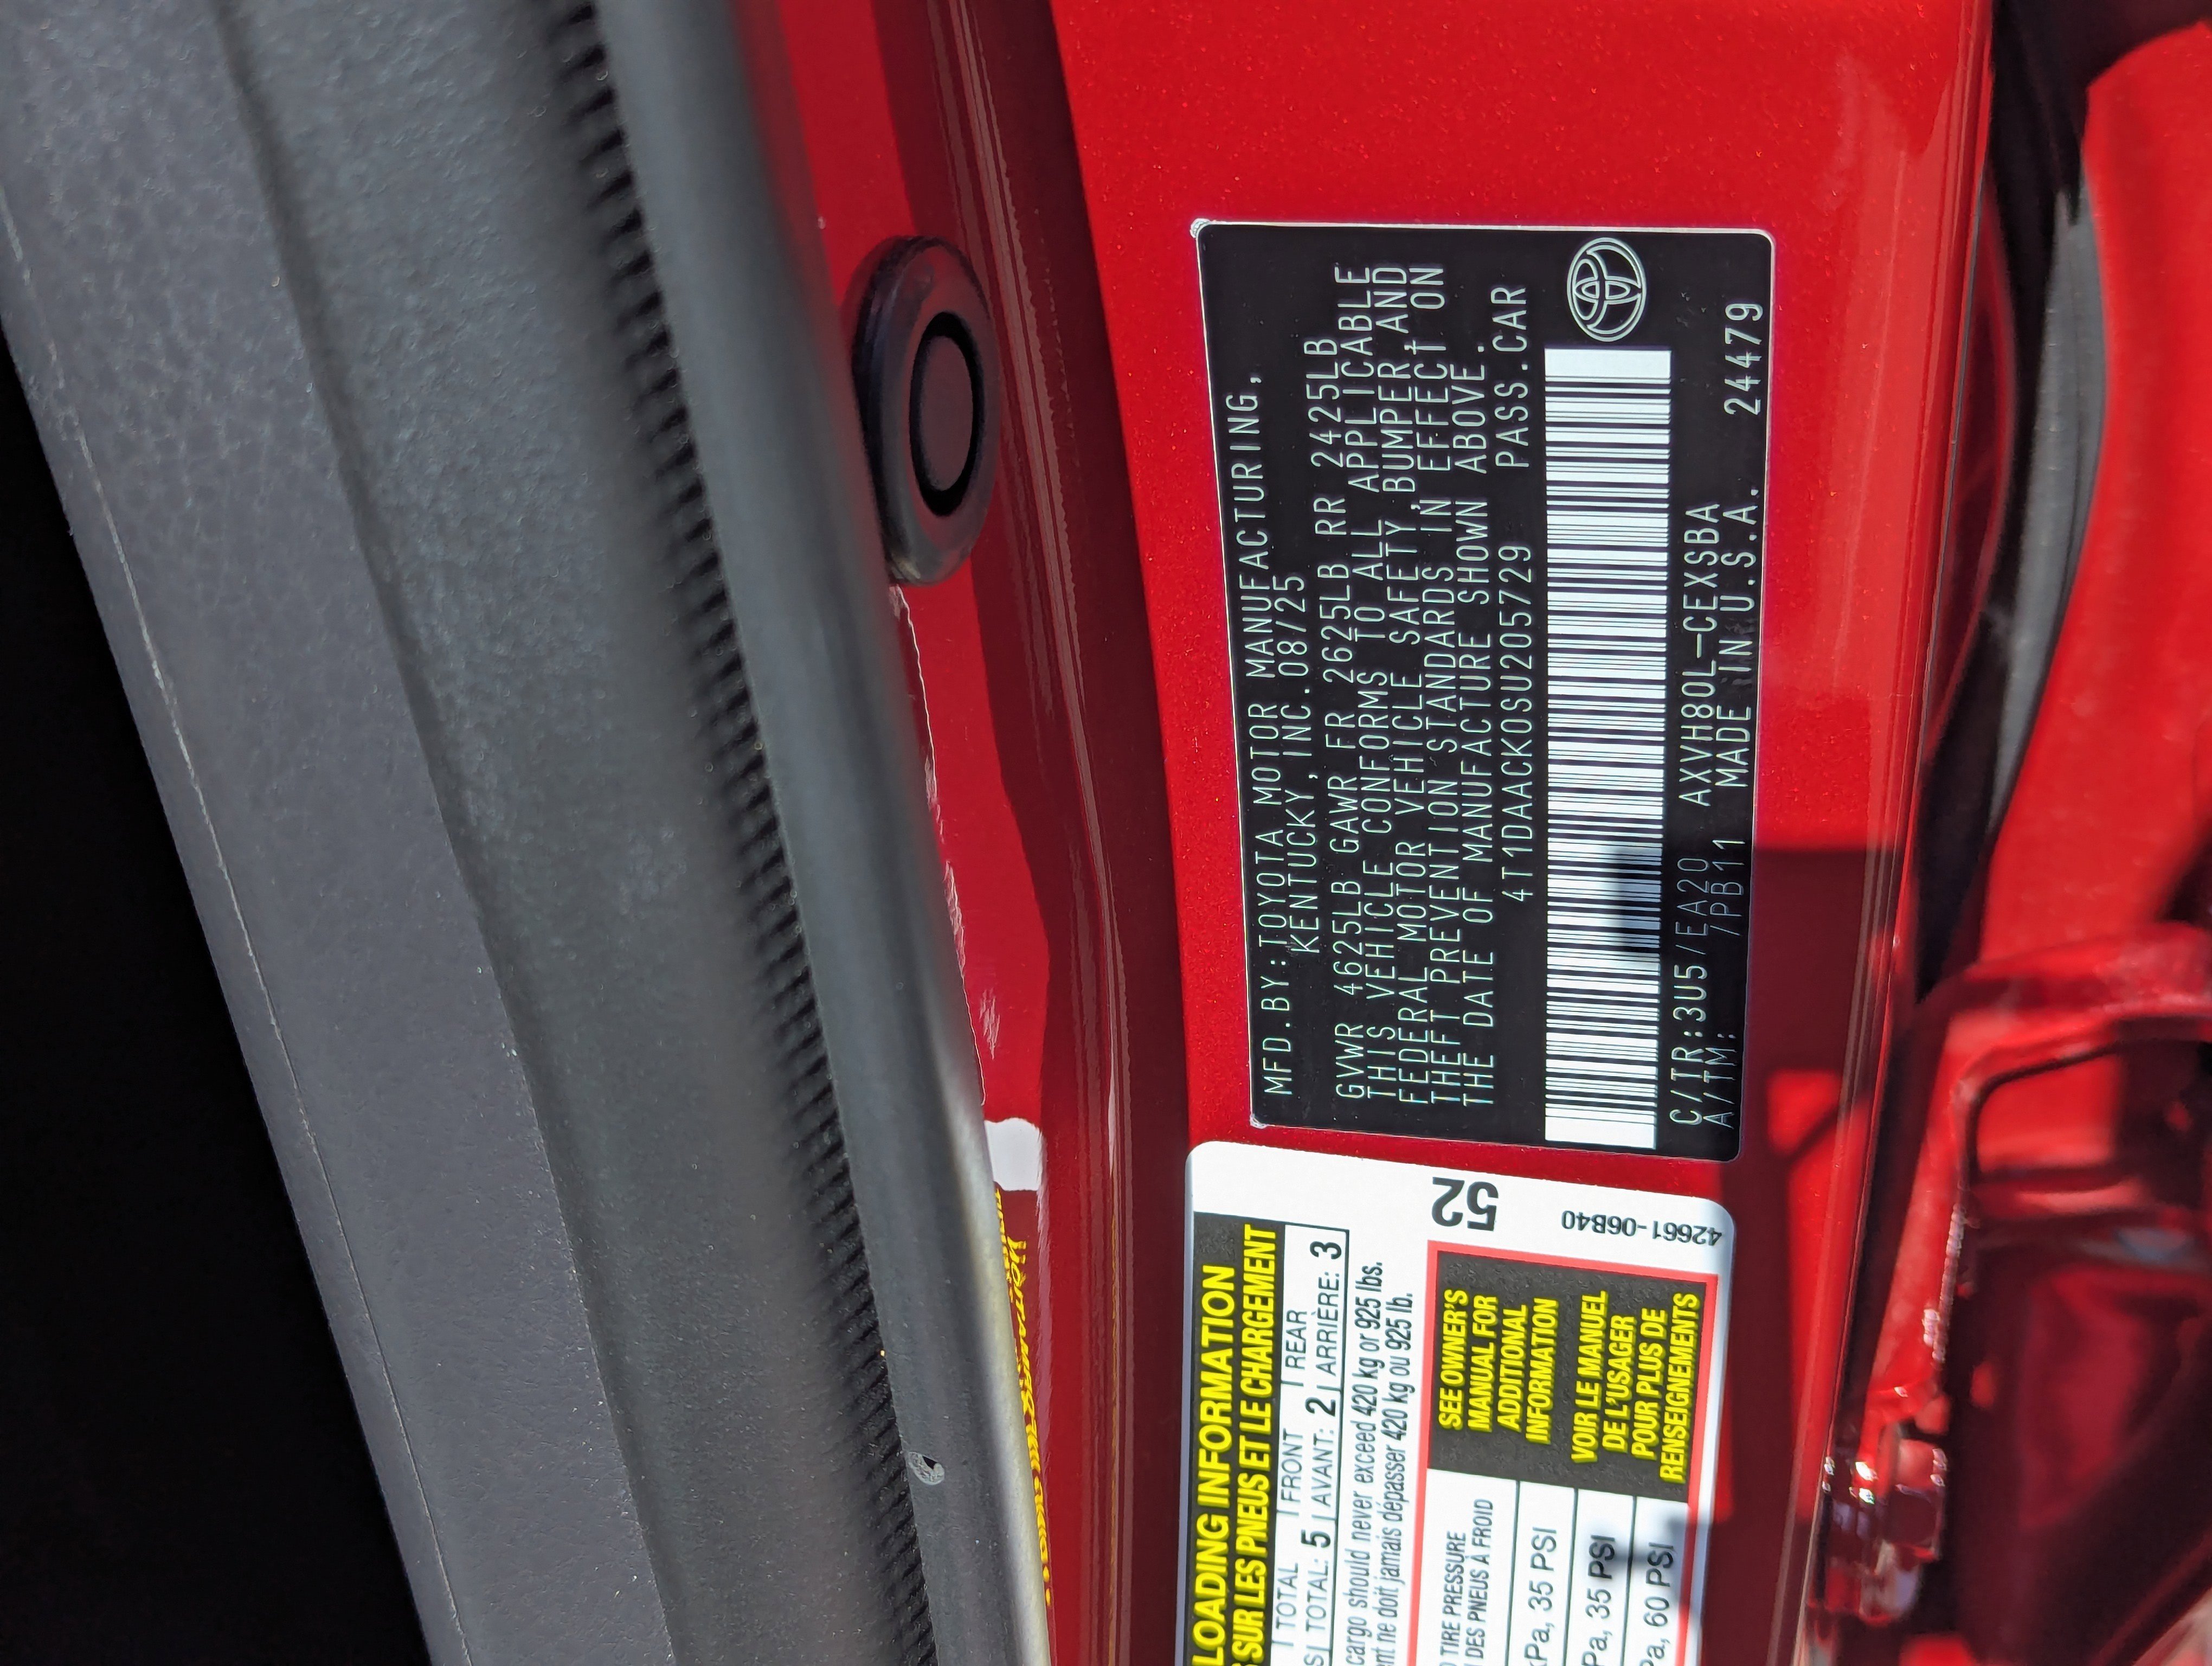 MFD.BY:TOYOTA MOTOR MANUFACTURING,
KENTUCKY, INC. 08/25
GVWR 4625LB GAWR FR 2625LB RR 2425LB
THIS VEHICLE CONFORMS TO ALL APPLICABLE
FEDERAL MOTOR VEHICLE SAFETY,BUMPER,AND
THEFT PREVENTION STANDARDS IN EFFECT ON
THE DATE OF MANUFACTURE SHOWN ABOVE.
4T1DAACK0SU205729 PASS.CAR
C/TR:3U5/EA20 AXVH80L-CEXSBA
A/TM: /PB11 MADE IN U.S.A. 24479
LOADING INFORMATION
SUR LES PNEUS ET LE CHARGEMENT
TOTAL FRONT REAR
TOTAL: 5 AVANT: 2 ARRIÈRE: 3
cargo should never exceed 420 kg or 925 lbs.
ne doit jamais dépasser 420 kg ou 925 lb.
52
42661-06B40
TIRE PRESSURE
DES PNEUS À FROID
35 PSI
35 PSI
60 PSI
SEE OWNER'S
MANUAL FOR
ADDITIONAL
INFORMATION
VOIR LE MANUEL
DE L'USAGER
POUR PLUS DE
RENSEIGNEMENTS